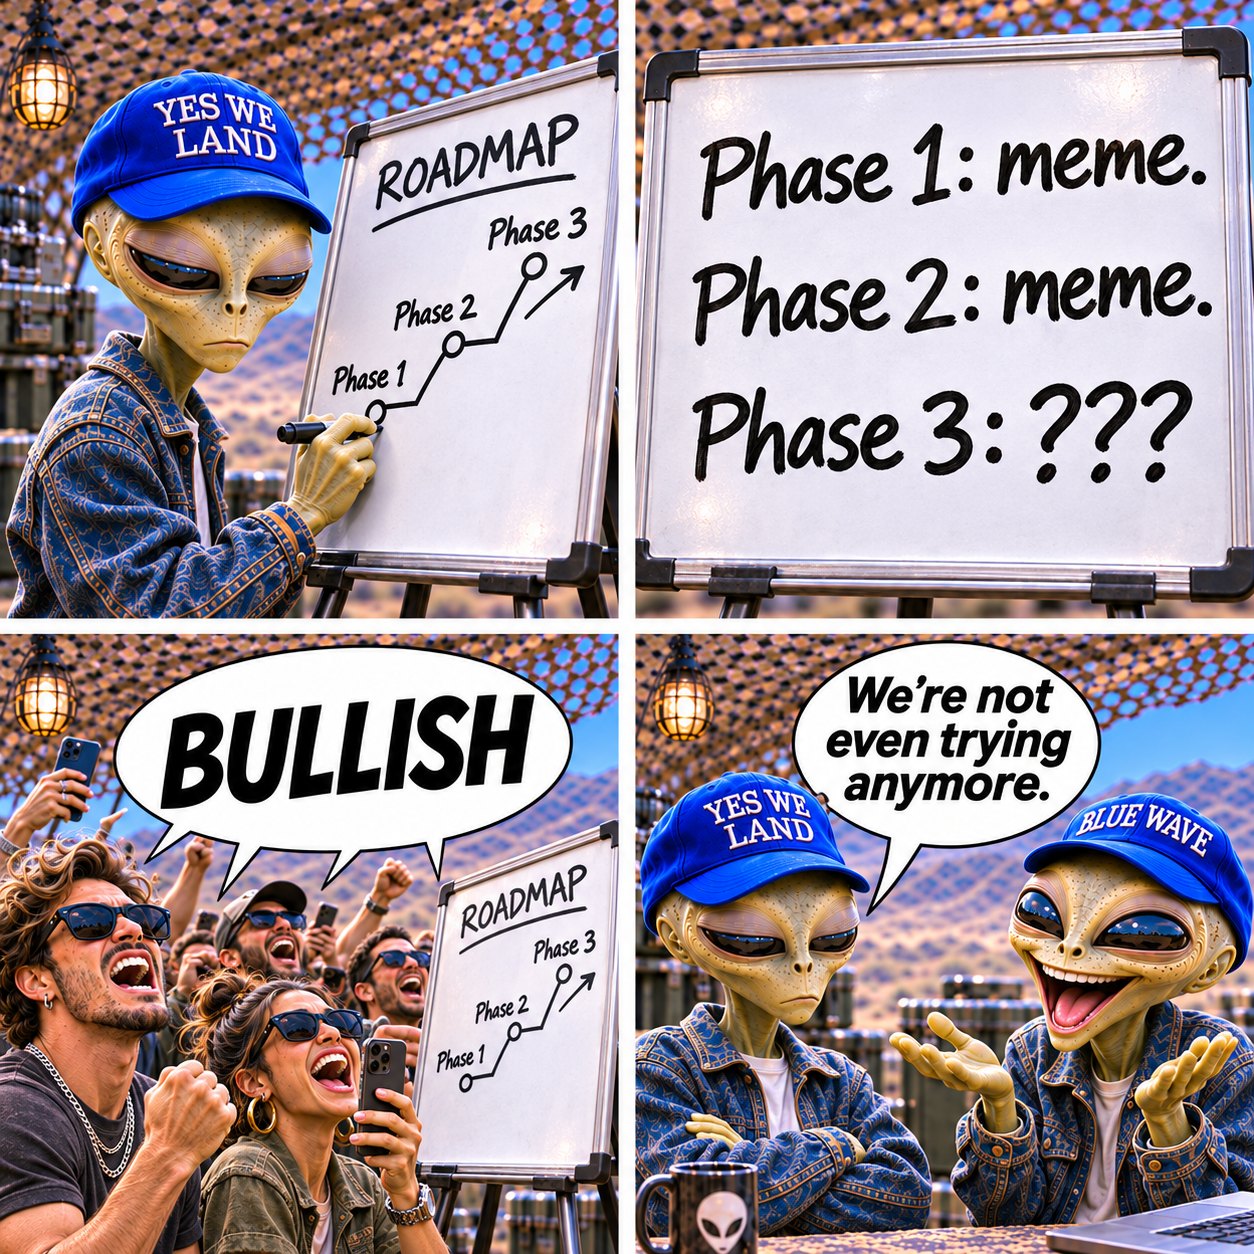 YES WE
LAND
ROADMAP
Phase 3
Phase 2
Phase 1
Phase 1: meme.
Phase 2: meme.
Phase 3: ???
BULLISH
ROADMAP
Phase 3
Phase 2
Phase 1
We're not
even trying
anymore.
YES WE
LAND
BLUE WAVE